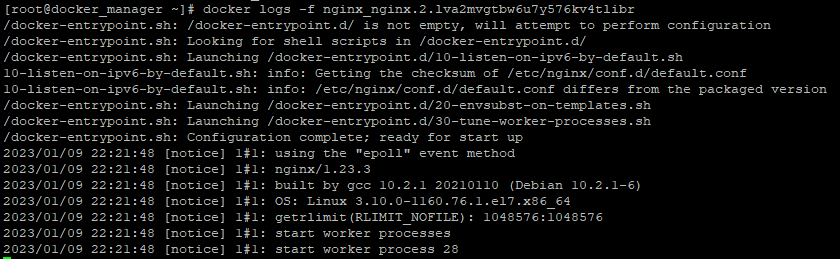 [root@docker_manager ~]# docker logs -f nginx_nginx.2.lva2mvgtbw6u7y576kv4tlibr
/docker-entrypoint.sh: /docker-entrypoint.d/ is not empty, will attempt to perform configuration
/docker-entrypoint.sh: Looking for shell scripts in /docker-entrypoint.d/
/docker-entrypoint.sh: Launching /docker-entrypoint.d/10-listen-on-ipv6-by-default.sh
10-listen-on-ipv6-by-default.sh: info: Getting the checksum of /etc/nginx/conf.d/default.conf
10-listen-on-ipv6-by-default.sh: info: /etc/nginx/conf.d/default.conf differs from the packaged version
/docker-entrypoint.sh: Launching /docker-entrypoint.d/20-envsubst-on-templates.sh
/docker-entrypoint.sh: Launching /docker-entrypoint.d/30-tune-worker-processes.sh
/docker-entrypoint.sh: Configuration complete; ready for start up
2023/01/09 22:21:48 [notice] 1#1: using the "epoll" event method
2023/01/09 22:21:48 [notice] 1#1: nginx/1.23.3
2023/01/09 22:21:48 [notice] 1#1: built by gcc 10.2.1 20210110 (Debian 10.2.1-6)
2023/01/09 22:21:48 [notice] 1#1: OS: Linux 3.10.0-1160.76.1.el7.x86_64
2023/01/09 22:21:48 [notice] 1#1: getrlimit(RLIMIT_NOFILE): 1048576:1048576
2023/01/09 22:21:48 [notice] 1#1: start worker processes
2023/01/09 22:21:48 [notice] 1#1: start worker process 28